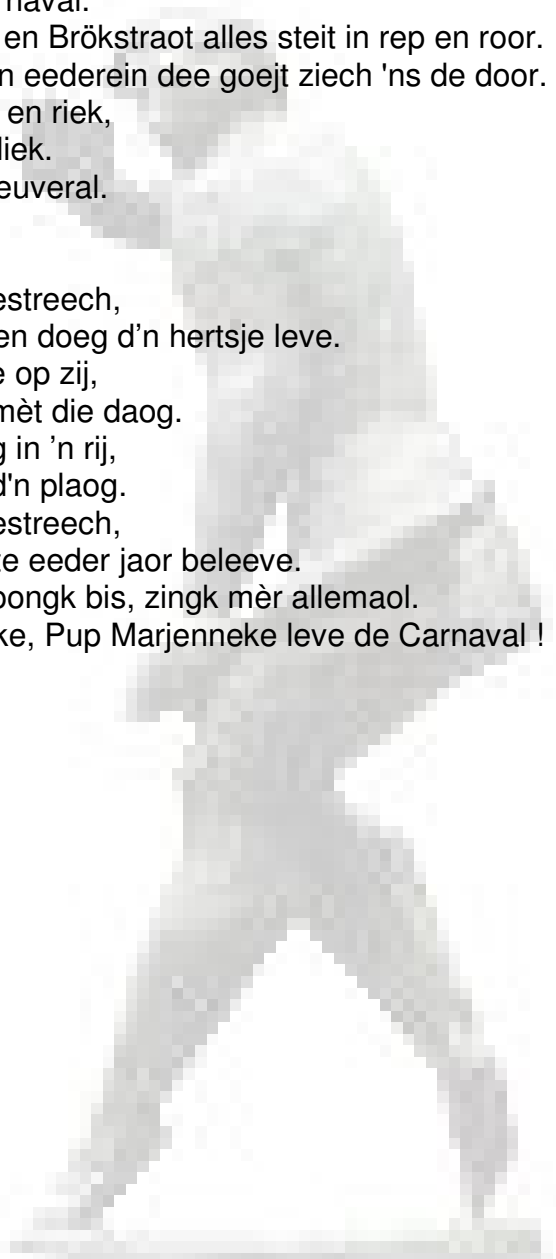 naval.
en Brökstraot alles steit in rep en roor.
n eederein dee goejt ziech 'ns de door.
en riek,
liek.
euveral.
estreech,
en doeg d'n hertsje leve.
e op zij,
mèt die daog.
g in 'n rij,
d'n plaog.
estreech,
te eeder jaor beleeve.
oongk bis, zingk mèr allemaol.
ke, Pup Marjenneke leve de Carnaval !